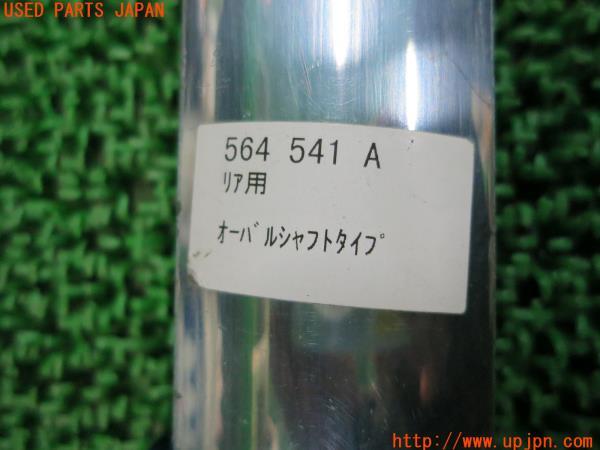 USED PARTS JAPAN
564 541 A
ﾘｱ用
ｵｰﾊﾞﾙｼｬﾌﾄﾀｲﾌﾟ
http://www.upjpn.com/